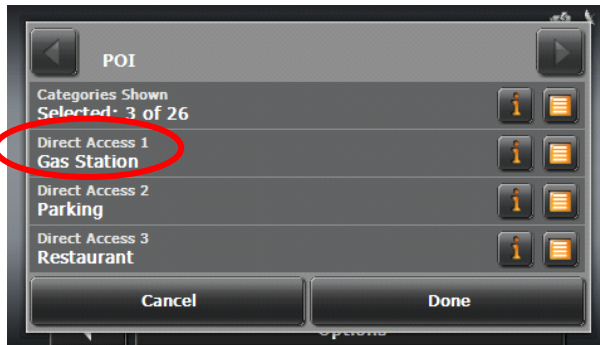 POI
Categories Shown
Selected: 3 of 26
Direct Access 1
Gas Station
Direct Access 2
Parking
Direct Access 3
Restaurant
Cancel
Done
Options